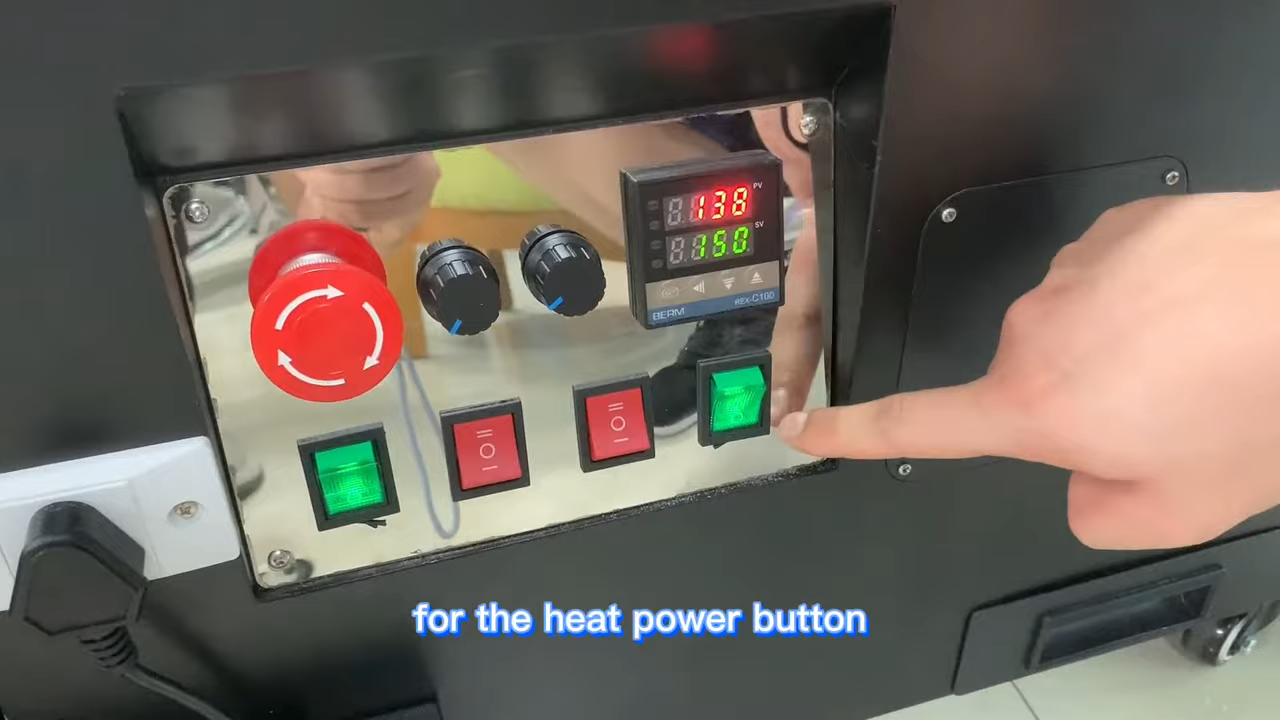 138 PV
150 SV
BERM REX-C100
for the heat power button